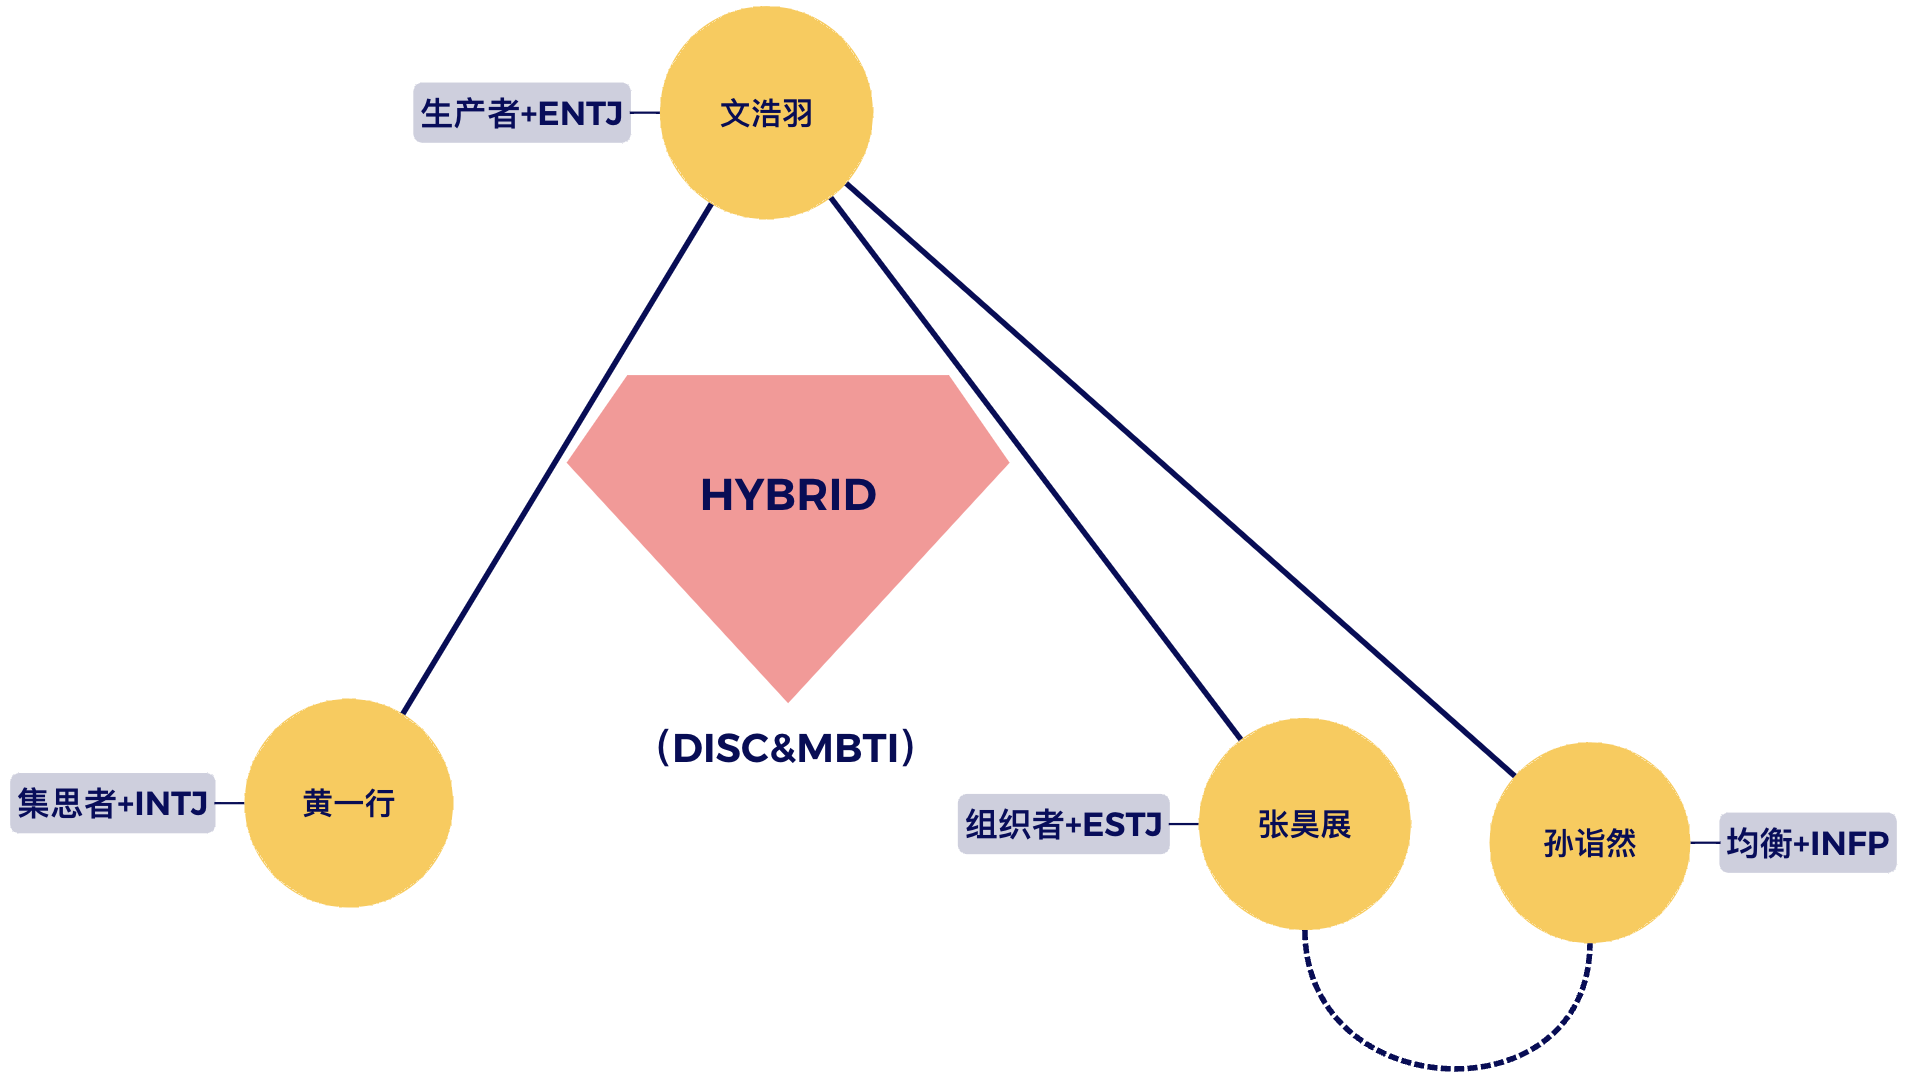 文浩羽
生产者+ENTJ
HYBRID
(DISC&MBTI)
集思者+INTJ
黄一行
组织者+ESTJ
张昊展
孙诣然
均衡+INFP